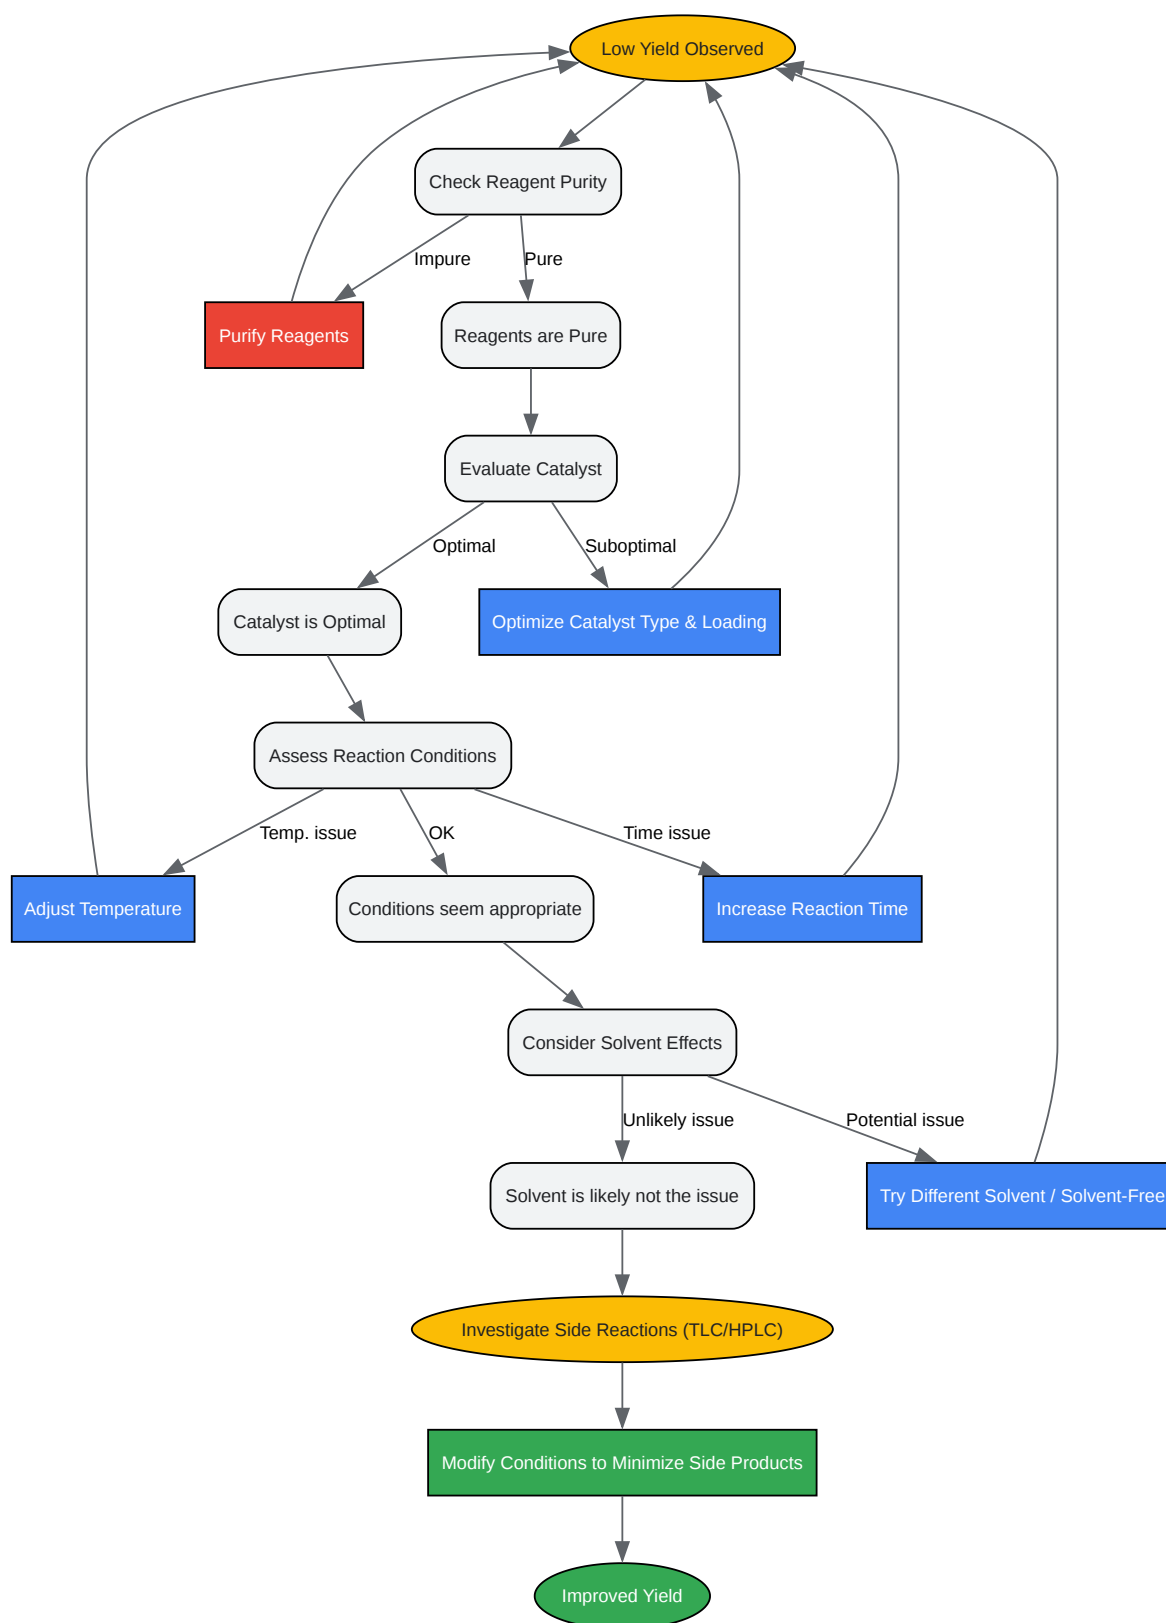 Low Yield Observed
Check Reagent Purity
Impure
Pure
Purify Reagents
Reagents are Pure
Evaluate Catalyst
Optimal
Suboptimal
Catalyst is Optimal
Optimize Catalyst Type & Loading
Assess Reaction Conditions
Temp. issue
OK
Time issue
Adjust Temperature
Conditions seem appropriate
Increase Reaction Time
Consider Solvent Effects
Unlikely issue
Potential issue
Solvent is likely not the issue
Try Different Solvent / Solvent-Free
Investigate Side Reactions (TLC/HPLC)
Modify Conditions to Minimize Side Products
Improved Yield